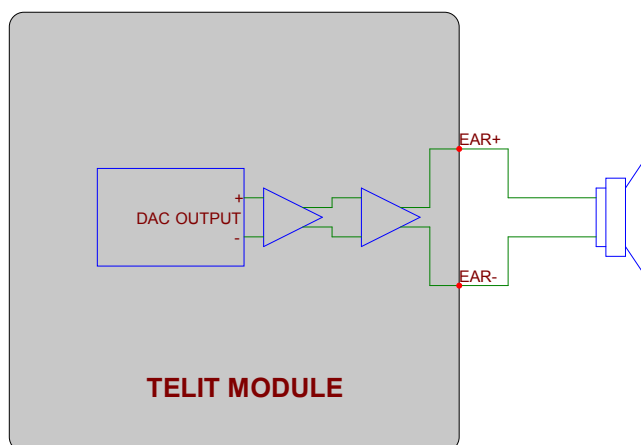 EAR+
+
DAC OUTPUT
-
EAR-
TELIT MODULE